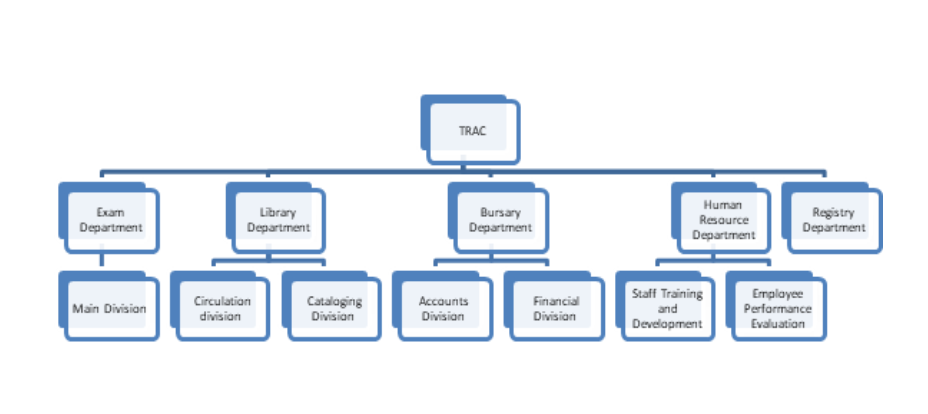 TRAC
Exam
Department
Library
Department
Bursary
Department
Human
Resource
Department
Registry
Department
Main Division
Circulation
division
Cataloging
Division
Accounts
Division
Financial
Division
Staff Training
and
Development
Employee
Performance
Evaluation